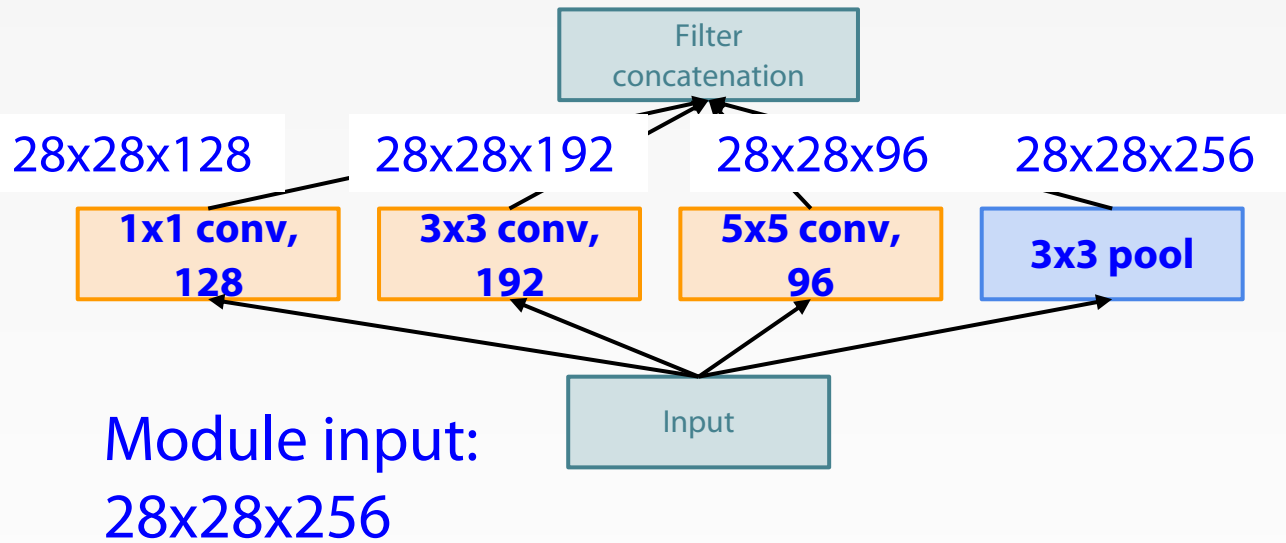 Filter
concatenation
28x28x128
28x28x192
28x28x96
28x28x256
1x1 conv,
128
3x3 conv,
192
5x5 conv,
96
3x3 pool
Input
Module input:
28x28x256